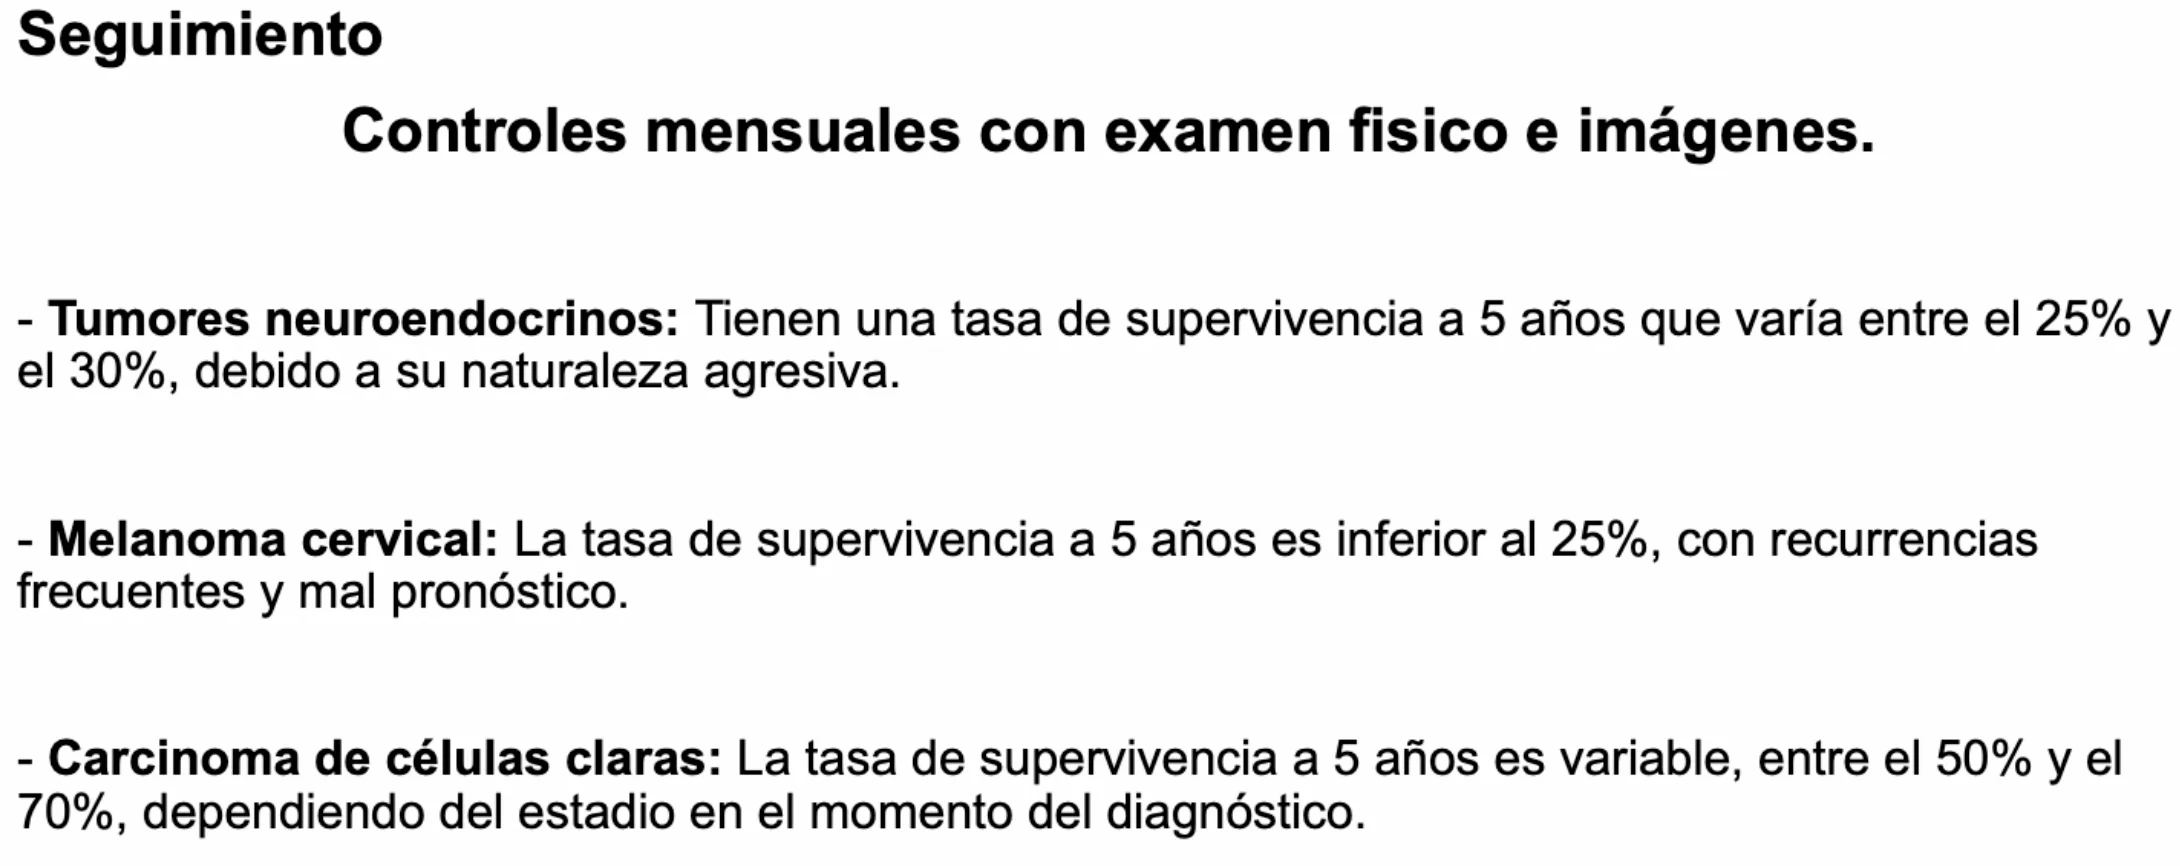 Seguimiento
Controles mensuales con examen fisico e imágenes.
- Tumores neuroendocrinos: Tienen una tasa de supervivencia a 5 años que varía entre el 25% y
el 30%, debido a su naturaleza agresiva.
- Melanoma cervical: La tasa de supervivencia a 5 años es inferior al 25%, con recurrencias
frecuentes y mal pronóstico.
- Carcinoma de células claras: La tasa de supervivencia a 5 años es variable, entre el 50% y el
70%, dependiendo del estadio en el momento del diagnóstico.